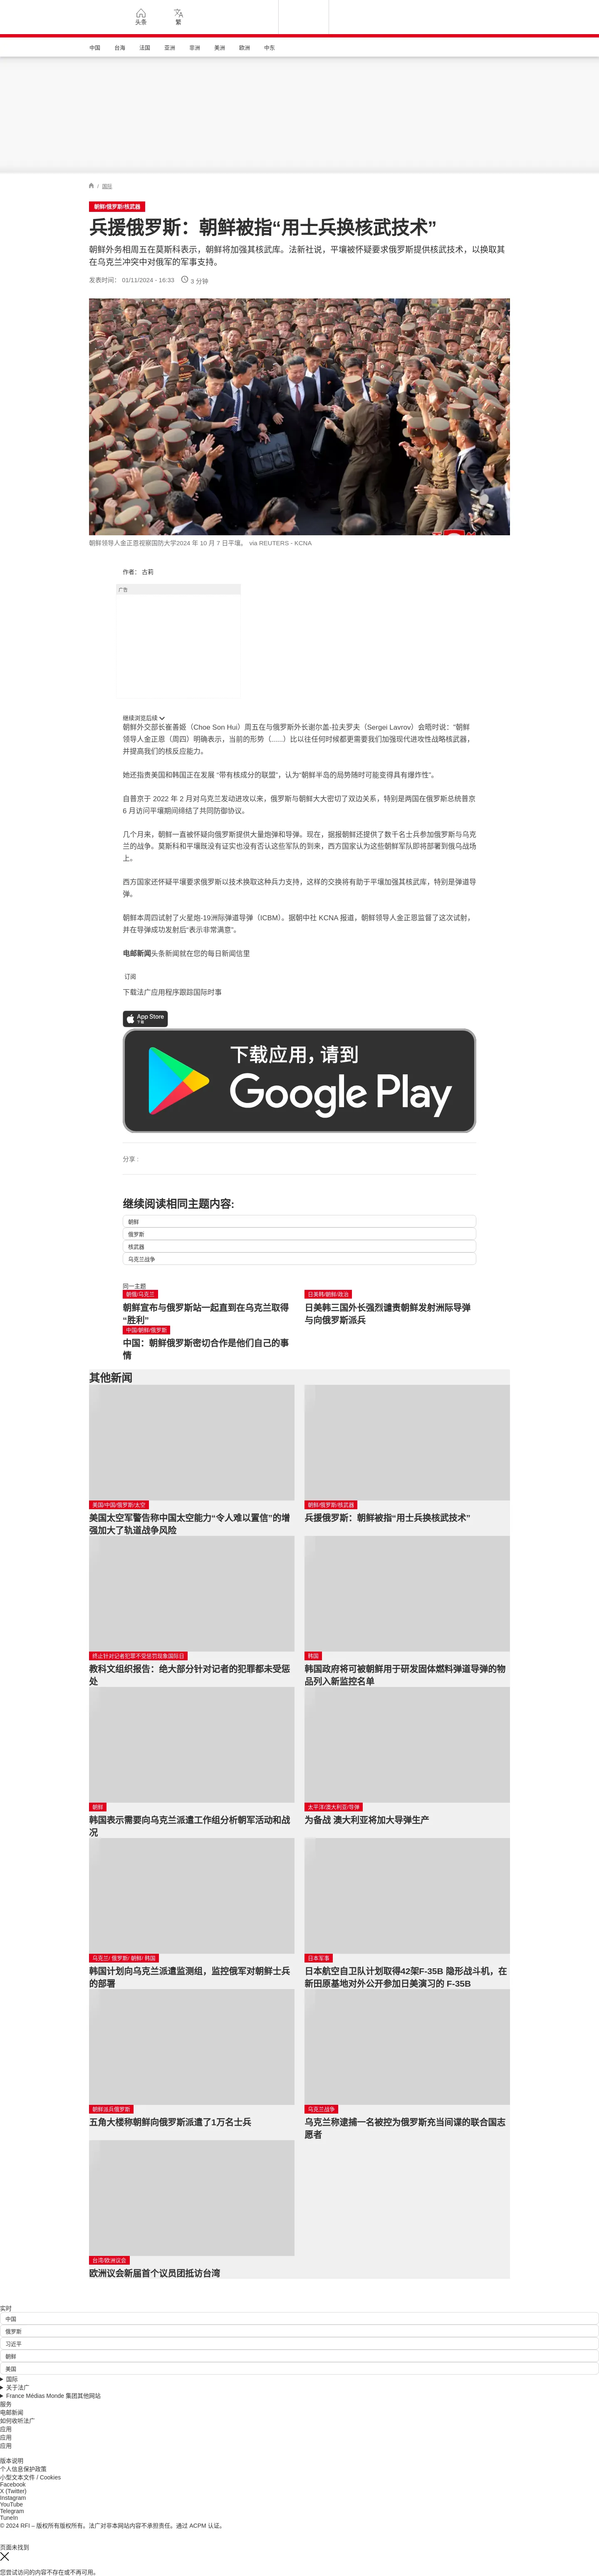 头条
繁
中国
台海
法国
亚洲
非洲
美洲
欧洲
中东
/ 国际
朝鲜/俄罗斯/核武器
兵援俄罗斯：朝鲜被指“用士兵换核武技术”
朝鲜外务相周五在莫斯科表示，朝鲜将加强其核武库。法新社说，平壤被怀疑要求俄罗斯提供核武技术，以换取其
在乌克兰冲突中对俄军的军事支持。
发表时间： 01/11/2024 - 16:33
3 分钟
朝鲜领导人金正恩视察国防大学2024 年 10 月 7 日平壤。 via REUTERS - KCNA
作者： 古莉
广告
继续浏览后续
朝鲜外交部长崔善姬（Choe Son Hui）周五在与俄罗斯外长谢尔盖-拉夫罗夫（Sergei Lavrov）会晤时说：“朝鲜
领导人金正恩（周四）明确表示，当前的形势（......）比以往任何时候都更需要我们加强现代进攻性战略核武器，
并提高我们的核反应能力。
她还指责美国和韩国正在发展 “带有核成分的联盟”，认为“朝鲜半岛的局势随时可能变得具有爆炸性”。
自普京于 2022 年 2 月对乌克兰发动进攻以来，俄罗斯与朝鲜大大密切了双边关系，特别是两国在俄罗斯总统普京
6 月访问平壤期间缔结了共同防御协议。
几个月来，朝鲜一直被怀疑向俄罗斯提供大量炮弹和导弹。现在，据报朝鲜还提供了数千名士兵参加俄罗斯与乌克
兰的战争。莫斯科和平壤既没有证实也没有否认这些军队的到来，西方国家认为这些朝鲜军队即将部署到俄乌战场
上。
西方国家还怀疑平壤要求俄罗斯以技术换取这种兵力支持，这样的交换将有助于平壤加强其核武库，特别是弹道导
弹。
朝鲜本周四试射了火星炮-19洲际弹道导弹（ICBM）。据朝中社 KCNA 报道，朝鲜领导人金正恩监督了这次试射，
并在导弹成功发射后“表示非常满意”。
电邮新闻头条新闻就在您的每日新闻信里
订阅
下载法广应用程序跟踪国际时事
App Store
下载
下载应用，请到
Google Play
分享 :
继续阅读相同主题内容:
朝鲜
俄罗斯
核武器
乌克兰战争
同一主题
朝俄/乌克兰
朝鲜宣布与俄罗斯站一起直到在乌克兰取得
“胜利”
日美韩/朝鲜/政治
日美韩三国外长强烈谴责朝鲜发射洲际导弹
与向俄罗斯派兵
中国/朝鲜/俄罗斯
中国：朝鲜俄罗斯密切合作是他们自己的事
情
其他新闻
美国/中国/俄罗斯/太空
美国太空军警告称中国太空能力“令人难以置信”的增
强加大了轨道战争风险
朝鲜/俄罗斯/核武器
兵援俄罗斯：朝鲜被指“用士兵换核武技术”
终止针对记者犯罪不受惩罚现象国际日
教科文组织报告：绝大部分针对记者的犯罪都未受惩
处
韩国
韩国政府将可被朝鲜用于研发固体燃料弹道导弹的物
品列入新监控名单
朝鲜
韩国表示需要向乌克兰派遣工作组分析朝军活动和战
况
太平洋/澳大利亚/导弹
为备战 澳大利亚将加大导弹生产
乌克兰/ 俄罗斯/ 朝鲜/ 韩国
韩国计划向乌克兰派遣监测组，监控俄军对朝鲜士兵
的部署
日本军事
日本航空自卫队计划取得42架F-35B 隐形战斗机，在
新田原基地对外公开参加日美演习的 F-35B
朝鲜派兵俄罗斯
五角大楼称朝鲜向俄罗斯派遣了1万名士兵
乌克兰战争
乌克兰称逮捕一名被控为俄罗斯充当间谍的联合国志
愿者
台湾/欧洲议会
欧洲议会新届首个议员团抵访台湾
实时
中国
俄罗斯
习近平
朝鲜
美国
国际
关于法广
France Médias Monde 集团其他网站
服务
电邮新闻
如何收听法广
应用
应用
应用
版本说明
个人信息保护政策
小型文本文件 / Cookies
Facebook
X (Twitter)
Instagram
YouTube
Telegram
TuneIn
© 2024 RFI – 版权所有版权所有。法广对非本网站内容不承担责任。通过 ACPM 认证。
页面未找到
您尝试访问的内容不存在或不再可用。